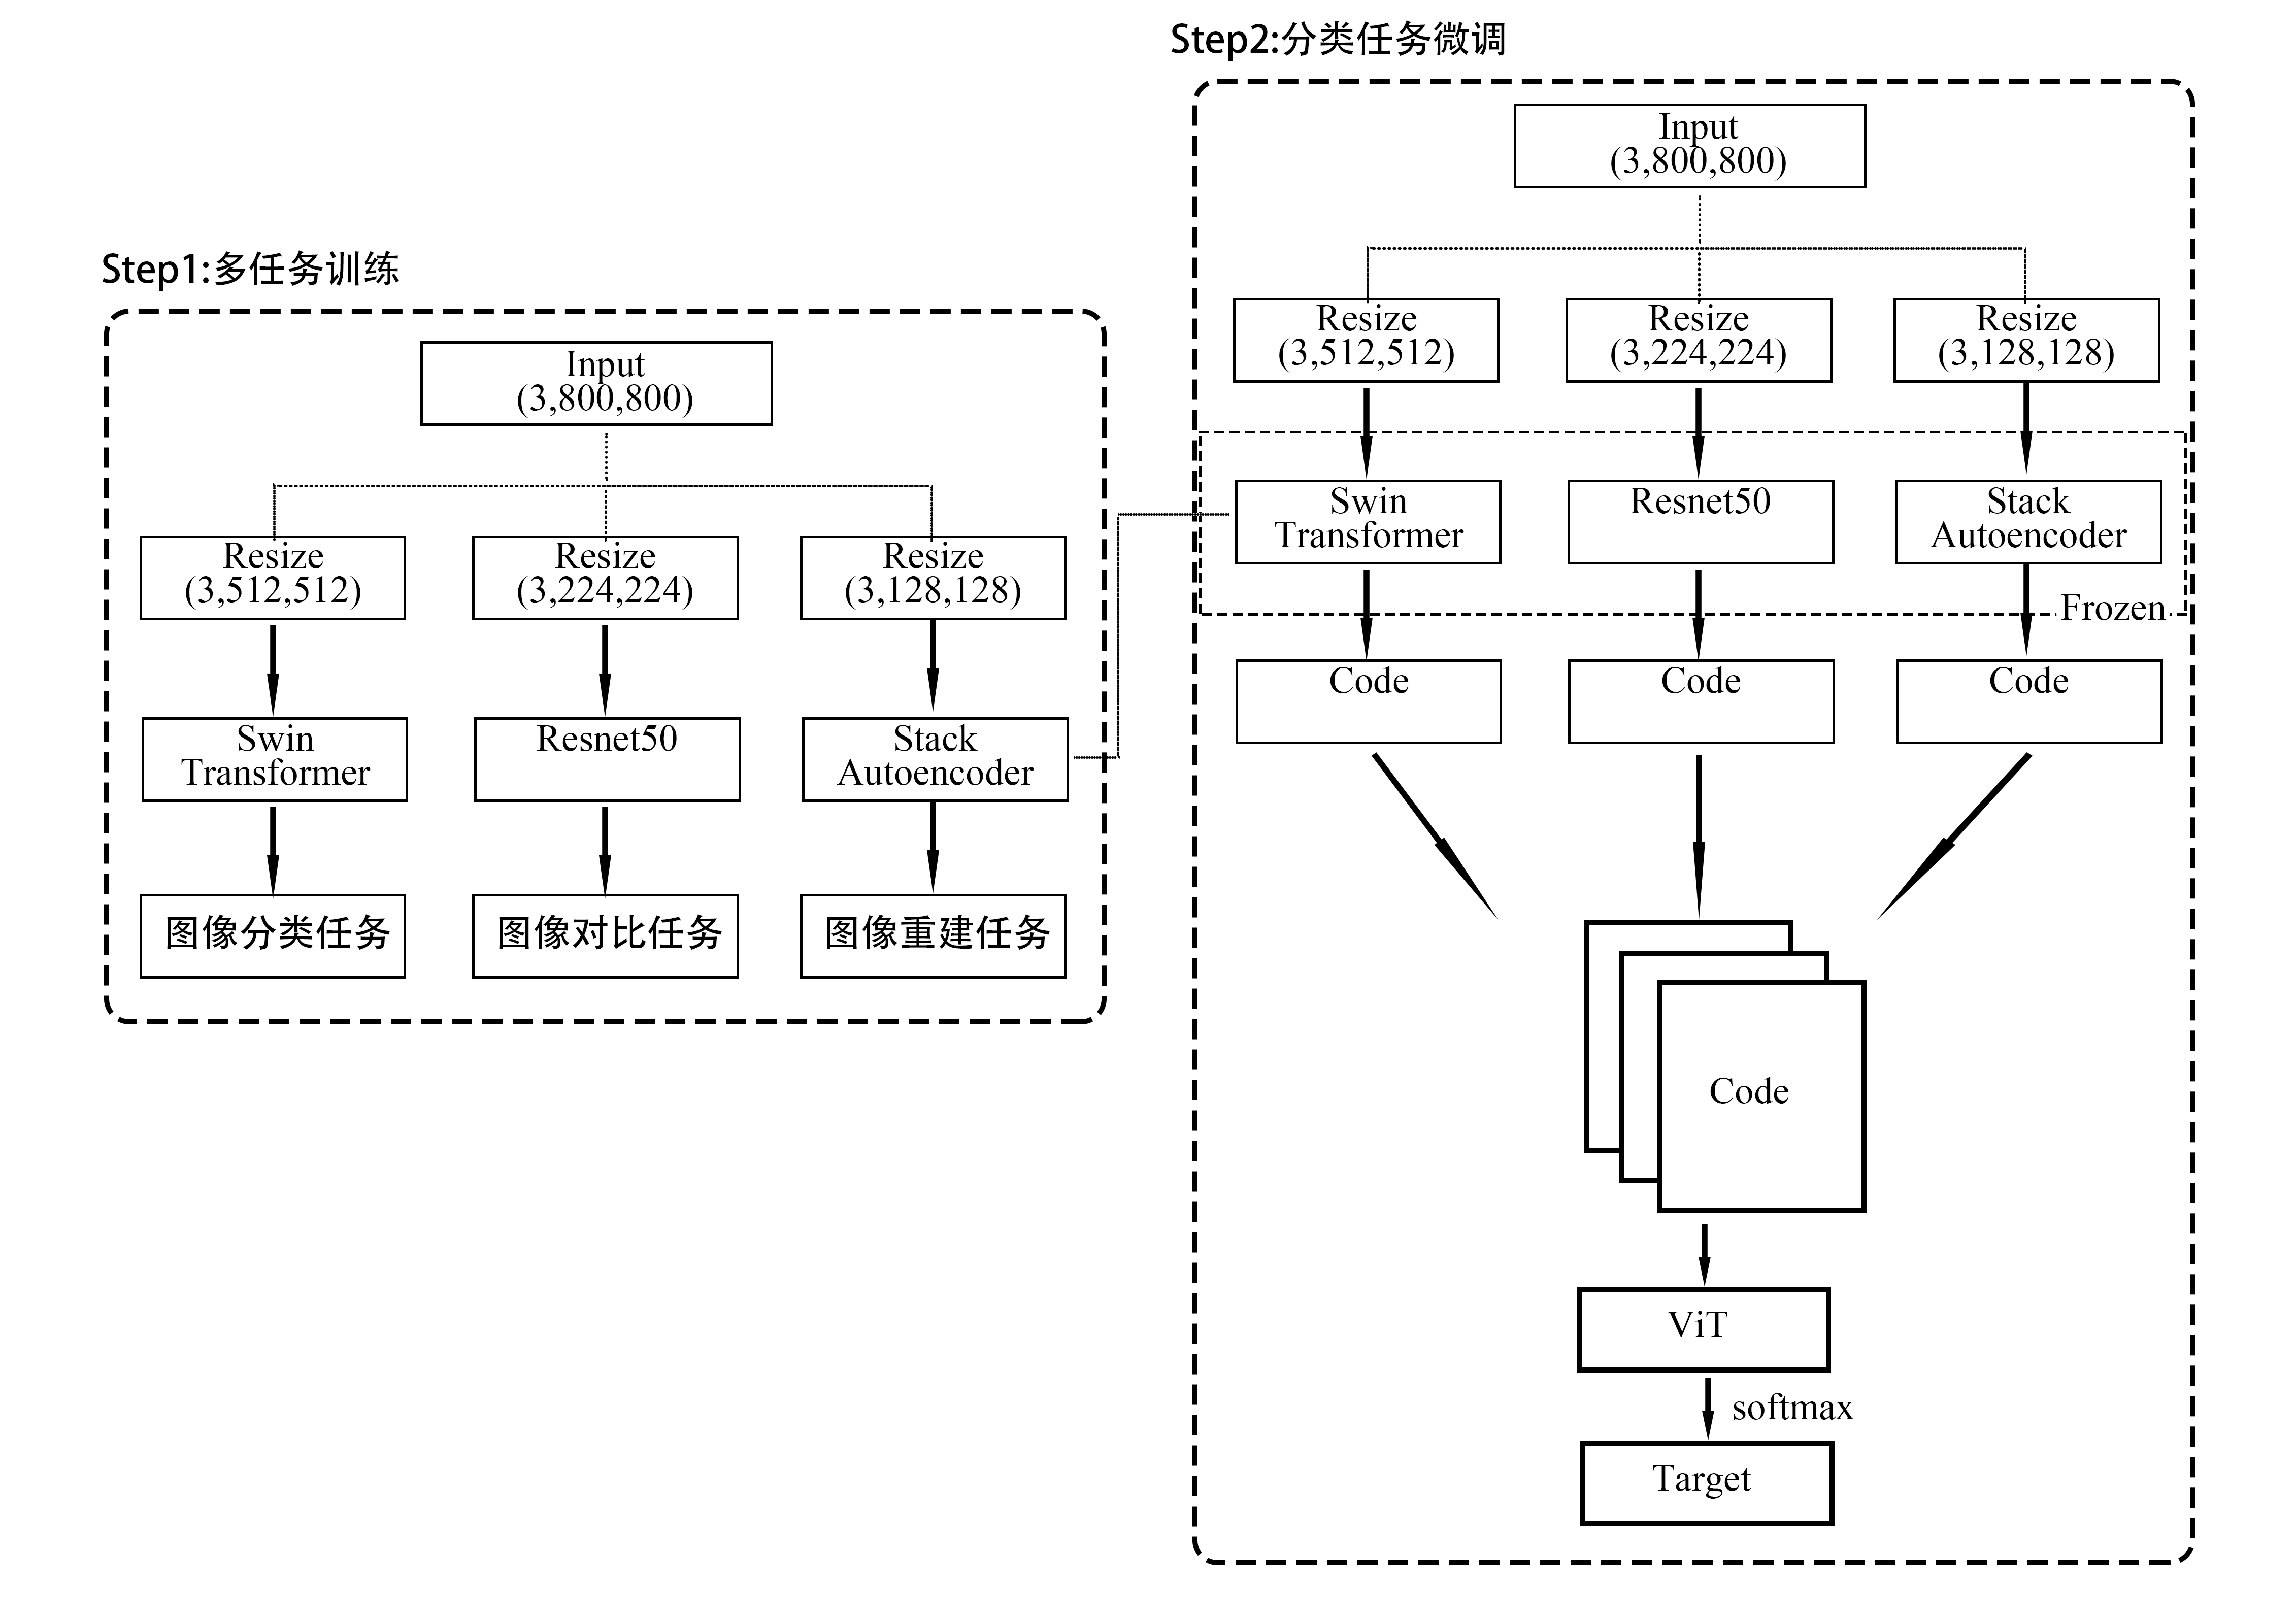 Step1:多任务训练
Input
(3,800,800)
Resize
(3,512,512)
Resize
(3,224,224)
Resize
(3,128,128)
Swin
Transformer
Resnet50
Stack
Autoencoder
图像分类任务
图像对比任务
图像重建任务
Step2:分类任务微调
Input
(3,800,800)
Resize
(3,512,512)
Resize
(3,224,224)
Resize
(3,128,128)
Swin
Transformer
Resnet50
Stack
Autoencoder
Frozen
Code
Code
Code
Code
ViT
softmax
Target